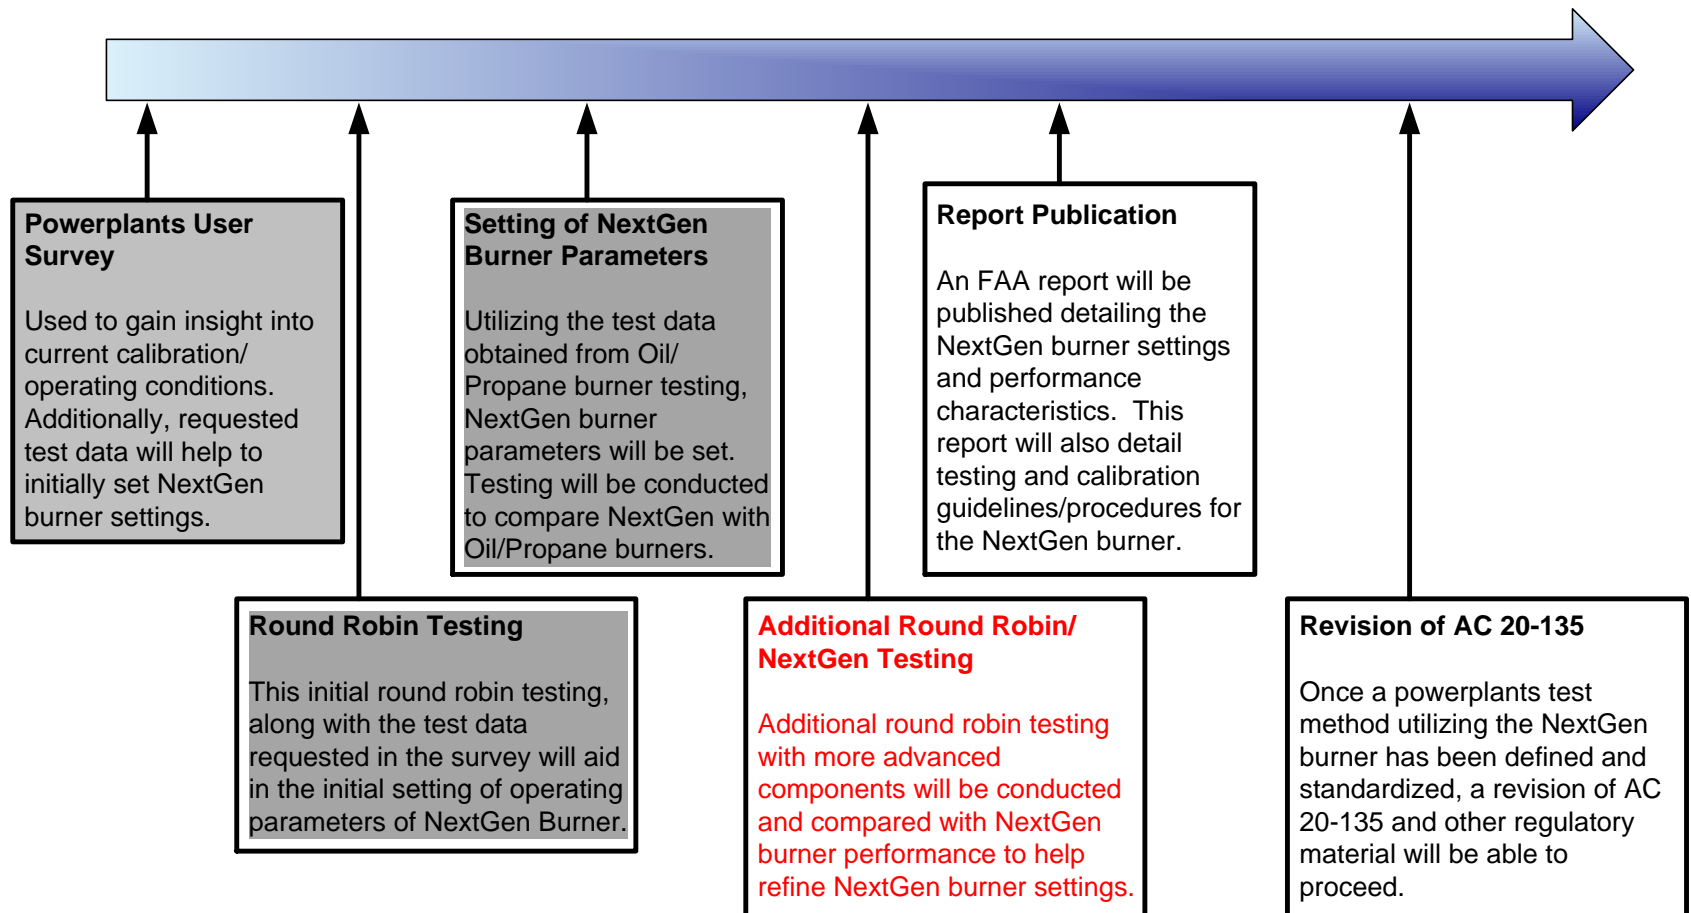 Powerplants User
Survey
Used to gain insight into
current calibration/
operating conditions.
Additionally, requested
test data will help to
initially set NextGen
burner settings.
Round Robin Testing
This initial round robin testing,
along with the test data
requested in the survey will aid
in the initial setting of operating
parameters of NextGen Burner.
Setting of NextGen
Burner Parameters
Utilizing the test data
obtained from Oil/
Propane burner testing,
NextGen burner
parameters will be set.
Testing will be conducted
to compare NextGen with
Oil/Propane burners.
Additional Round Robin/
NextGen Testing
Additional round robin testing
with more advanced
components will be conducted
and compared with NextGen
burner performance to help
refine NextGen burner settings.
Report Publication
An FAA report will be
published detailing the
NextGen burner settings
and performance
characteristics.  This
report will also detail
testing and calibration
guidelines/procedures for
the NextGen burner.
Revision of AC 20-135
Once a powerplants test
method utilizing the NextGen
burner has been defined and
standardized, a revision of AC
20-135 and other regulatory
material will be able to
proceed.